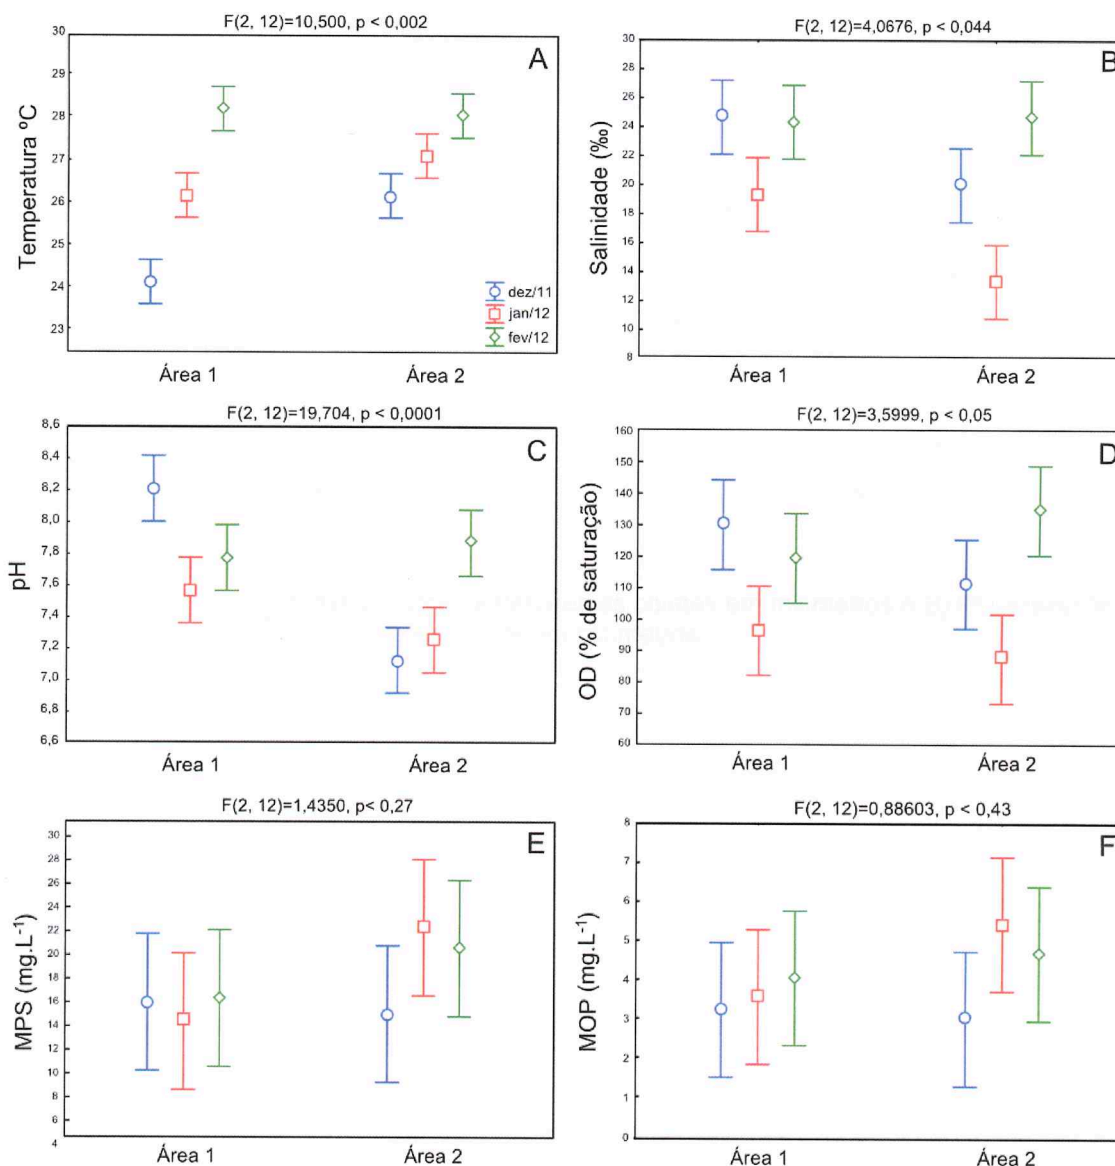 F(2, 12)=10,500, p < 0,002
A
Temperatura ºC
30
29
28
27
26
25
24
23
dez/11
jan/12
fev/12
Área 1
Área 2
F(2, 12)=4,0676, p < 0,044
B
Salinidade (‰)
30
28
26
24
22
20
18
16
14
12
10
8
Área 1
Área 2
F(2, 12)=19,704, p < 0,0001
C
pH
8,6
8,4
8,2
8,0
7,8
7,6
7,4
7,2
7,0
6,8
6,6
Área 1
Área 2
F(2, 12)=3,5999, p < 0,05
D
OD (% de saturação)
160
150
140
130
120
110
100
90
80
70
60
Área 1
Área 2
F(2, 12)=1,4350, p< 0,27
E
MPS (mg.L⁻¹)
30
28
26
24
22
20
18
16
14
12
10
8
6
4
Área 1
Área 2
F(2, 12)=0,88603, p < 0,43
F
MOP (mg.L⁻¹)
8
7
6
5
4
3
2
1
0
Área 1
Área 2